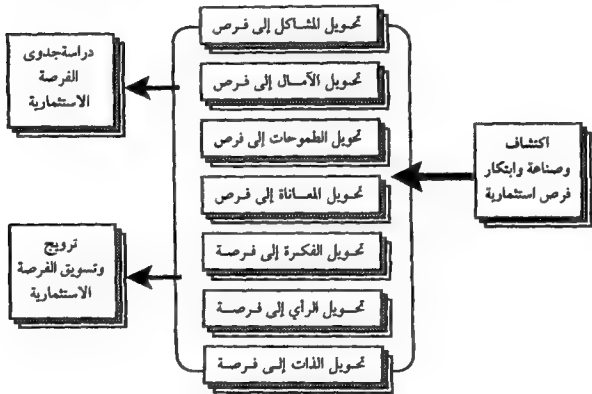 اكتشاف
وصناعة وابتكار
فرص استثمارية
تحويل المشاكل إلى فرص
تحويل الآمال إلى فرص
تحويل الطموحات إلى فرص
تحويل المعاناة إلى فرص
تحويل الفكرة إلى فرصة
تحويل الرأي إلى فرصة
تحويل الذات إلى فرصة
دراسة جدوى
الفرصة
الاستثمارية
ترويج
وتسويق الفرصة
الاستثمارية